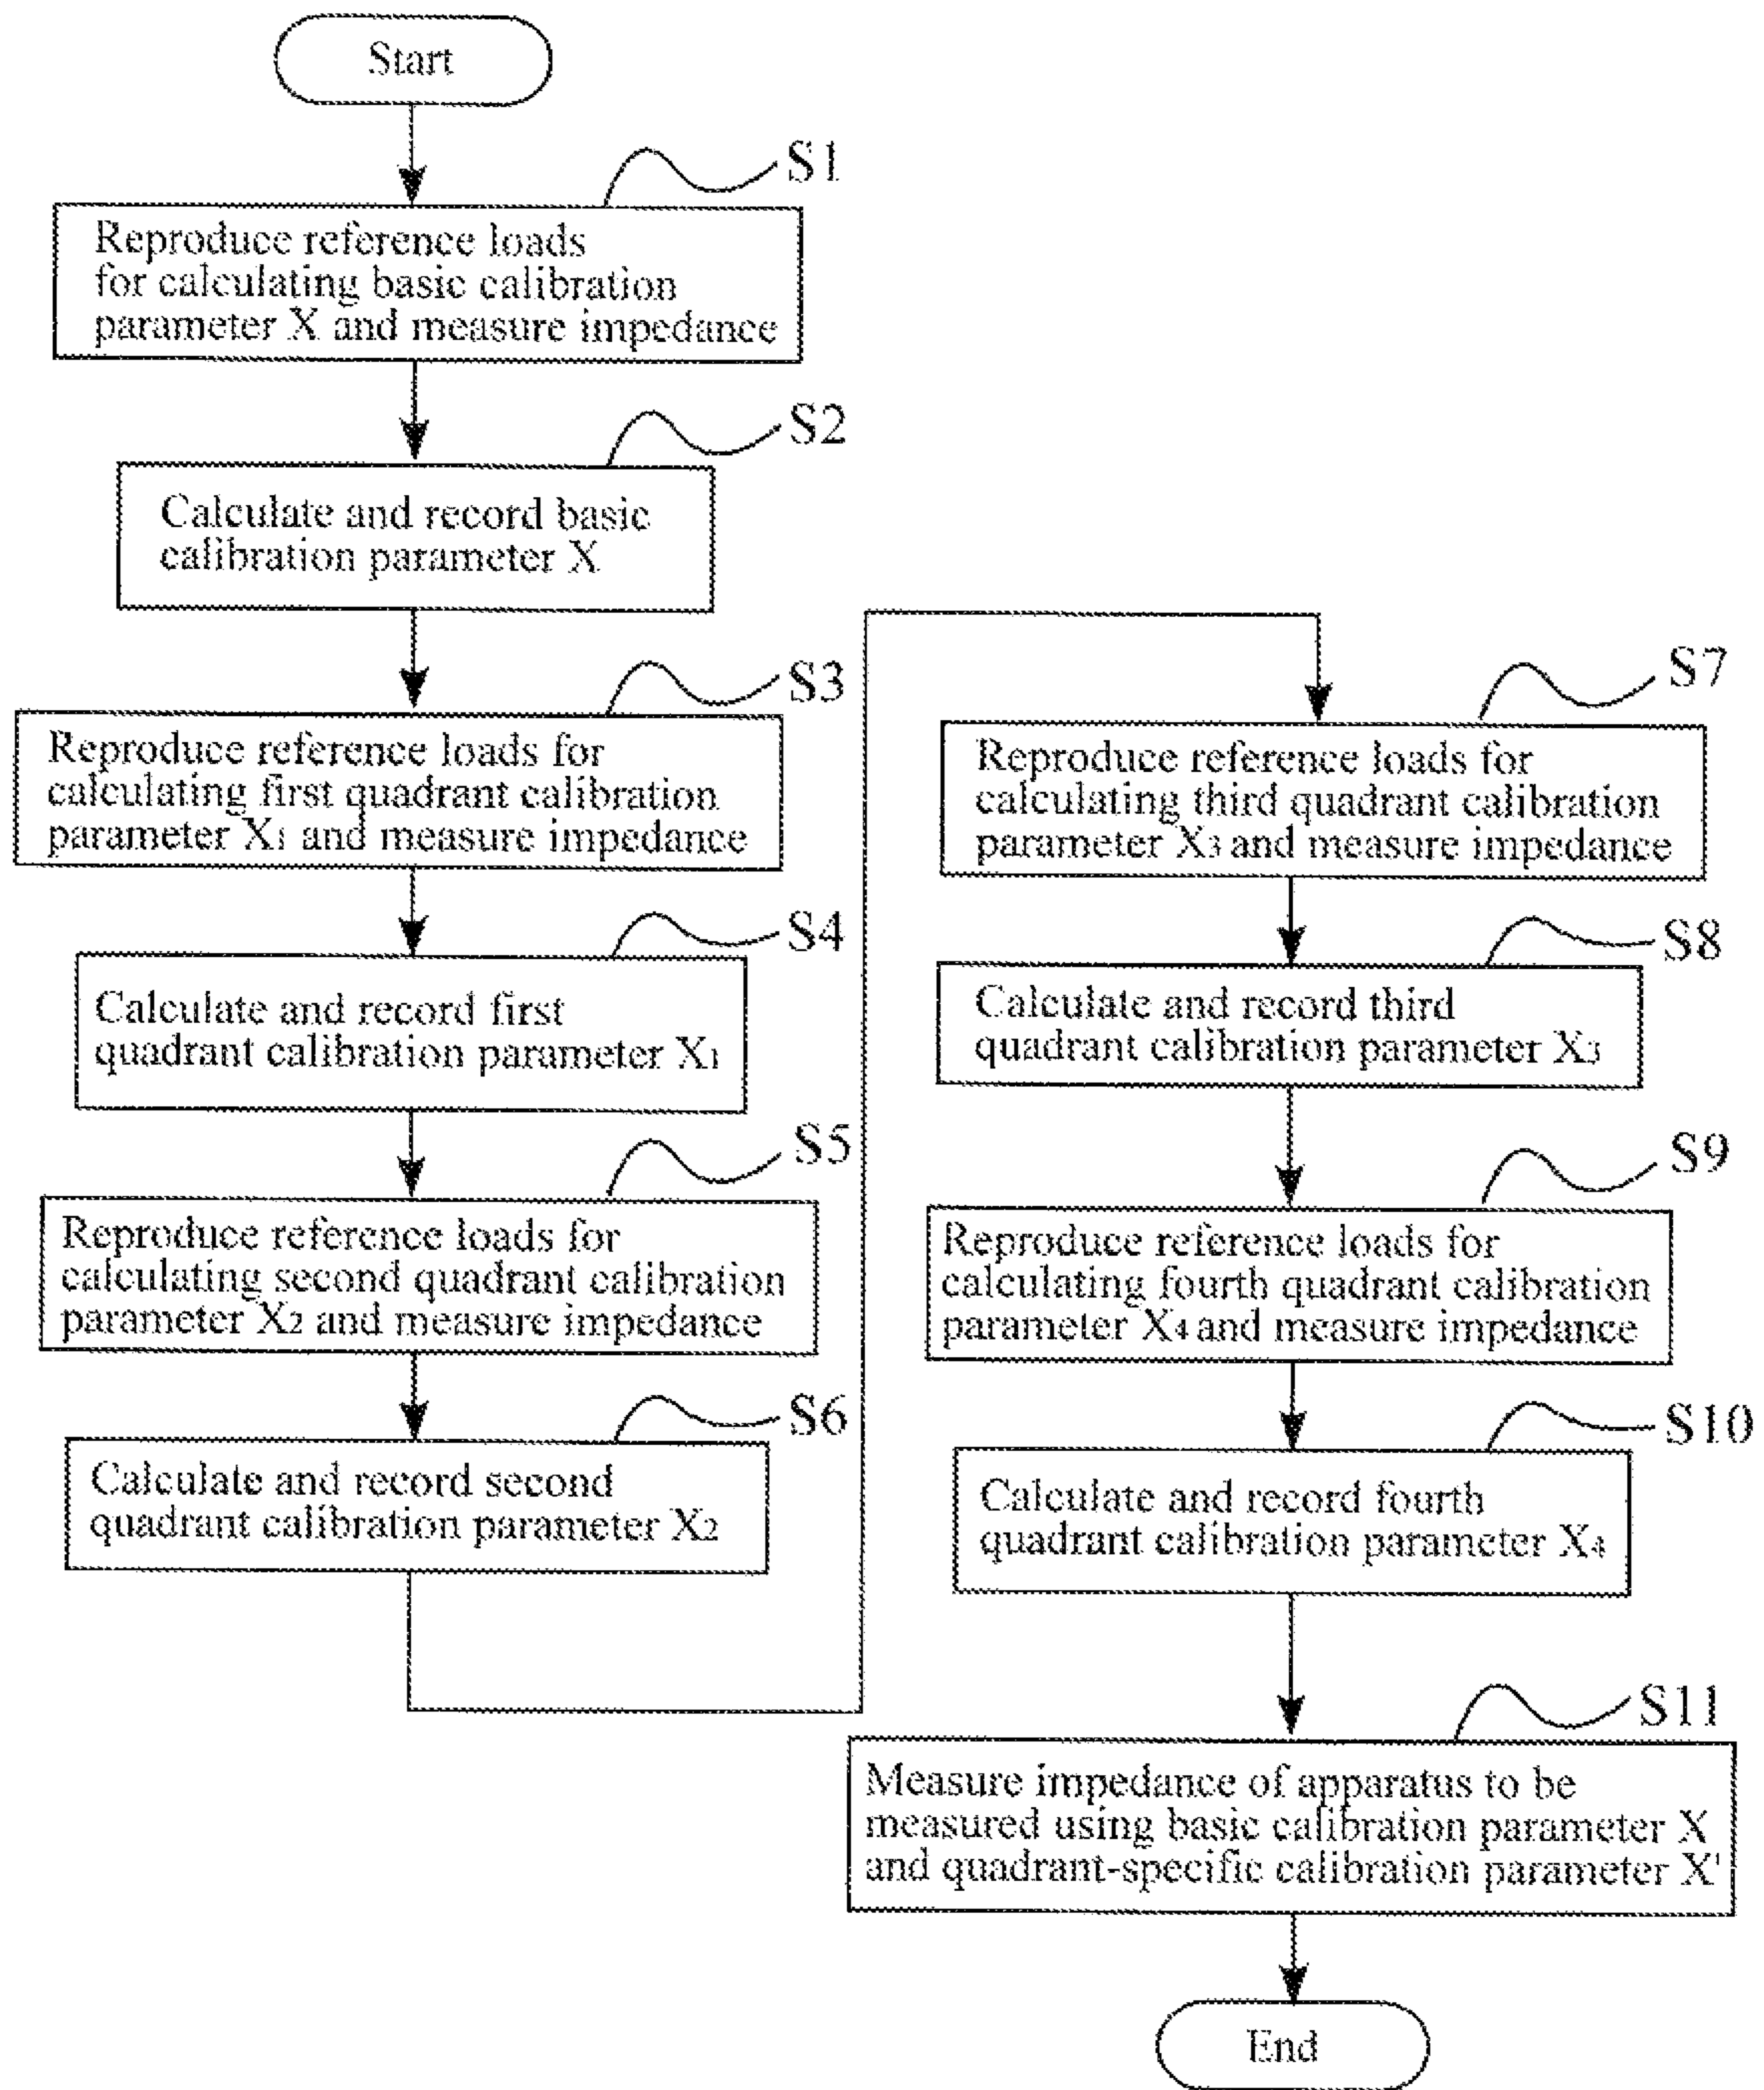 Start
S1
Reproduce reference loads
for calculating basic calibration
parameter X and measure impedance
S2
Calculate and record basic
calibration parameter X
S3
Reproduce reference loads for
calculating first quadrant calibration
parameter X1 and measure impedance
S4
Calculate and record first
quadrant calibration parameter X1
S5
Reproduce reference loads for
calculating second quadrant calibration
parameter X2 and measure impedance
S6
Calculate and record second
quadrant calibration parameter X2
S7
Reproduce reference loads for
calculating third quadrant calibration
parameter X3 and measure impedance
S8
Calculate and record third
quadrant calibration parameter X3
S9
Reproduce reference loads for
calculating fourth quadrant calibration
parameter X4 and measure impedance
S10
Calculate and record fourth
quadrant calibration parameter X4
S11
Measure impedance of apparatus to be
measured using basic calibration parameter X
and quadrant-specific calibration parameter X'
End